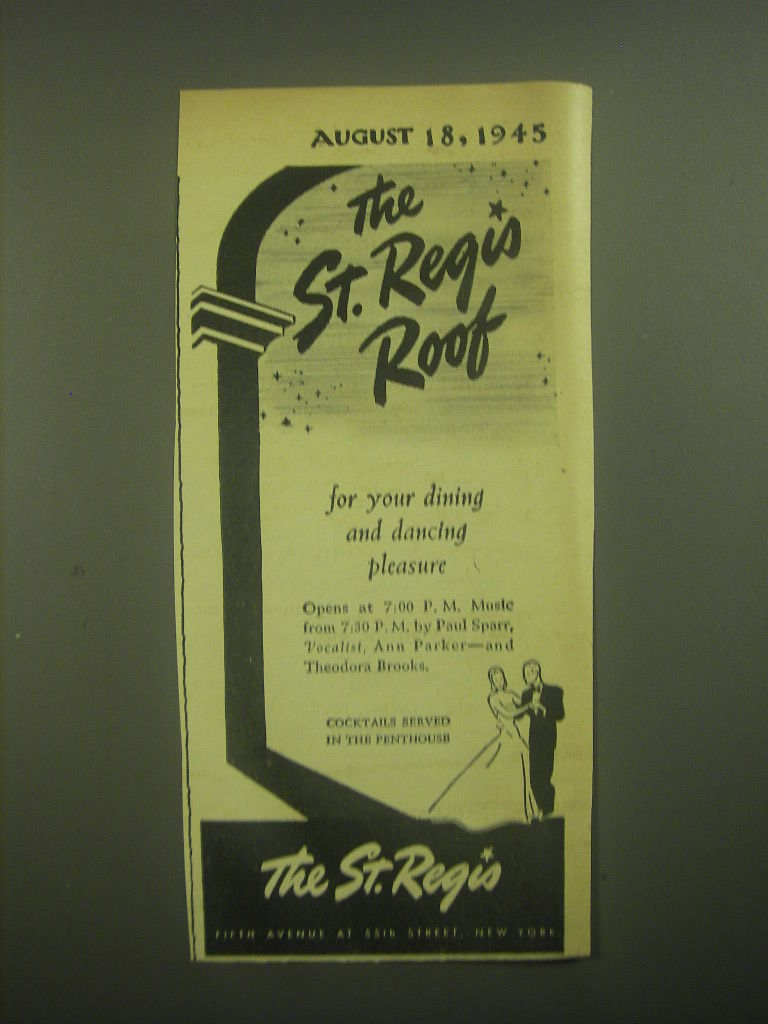 AUGUST 18, 1945
The
St. Regis
Roof
for your dining
and dancing
pleasure
Opens at 7:00 P. M. Music
from 7:30 P. M. by Paul Sparr,
Vocalist, Ann Parker—and
Theodora Brooks.
COCKTAILS SERVED
IN THE PENTHOUSE
The St. Regis
FIFTH AVENUE AT 55th STREET, NEW YORK